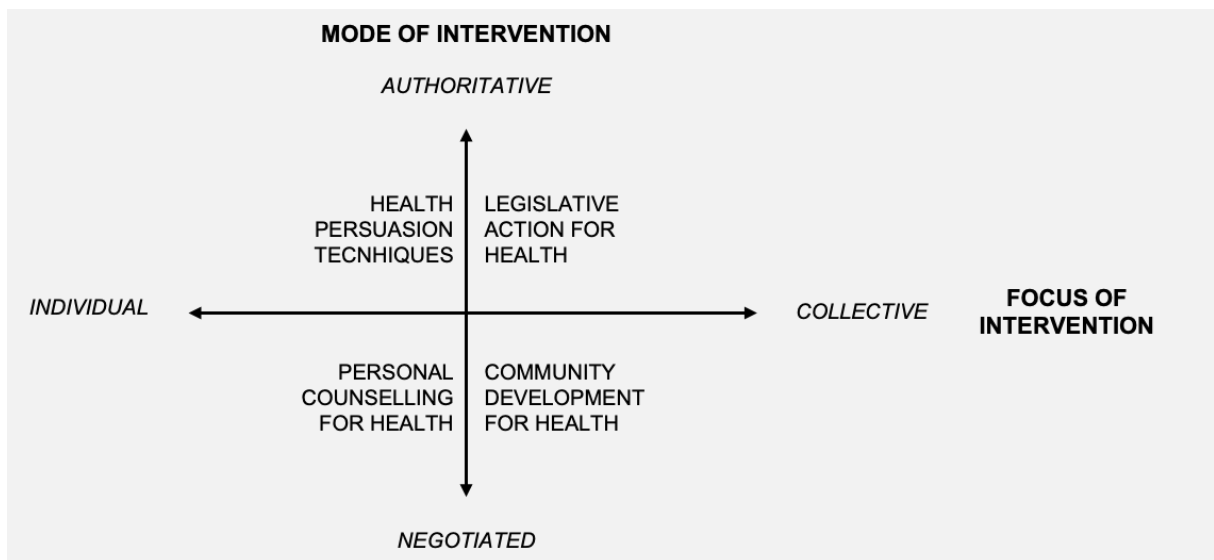 MODE OF INTERVENTION
AUTHORITATIVE
HEALTH
PERSUASION
TECNHIQUES
LEGISLATIVE
ACTION FOR
HEALTH
INDIVIDUAL
COLLECTIVE
FOCUS OF
INTERVENTION
PERSONAL
COUNSELLING
FOR HEALTH
COMMUNITY
DEVELOPMENT
FOR HEALTH
NEGOTIATED